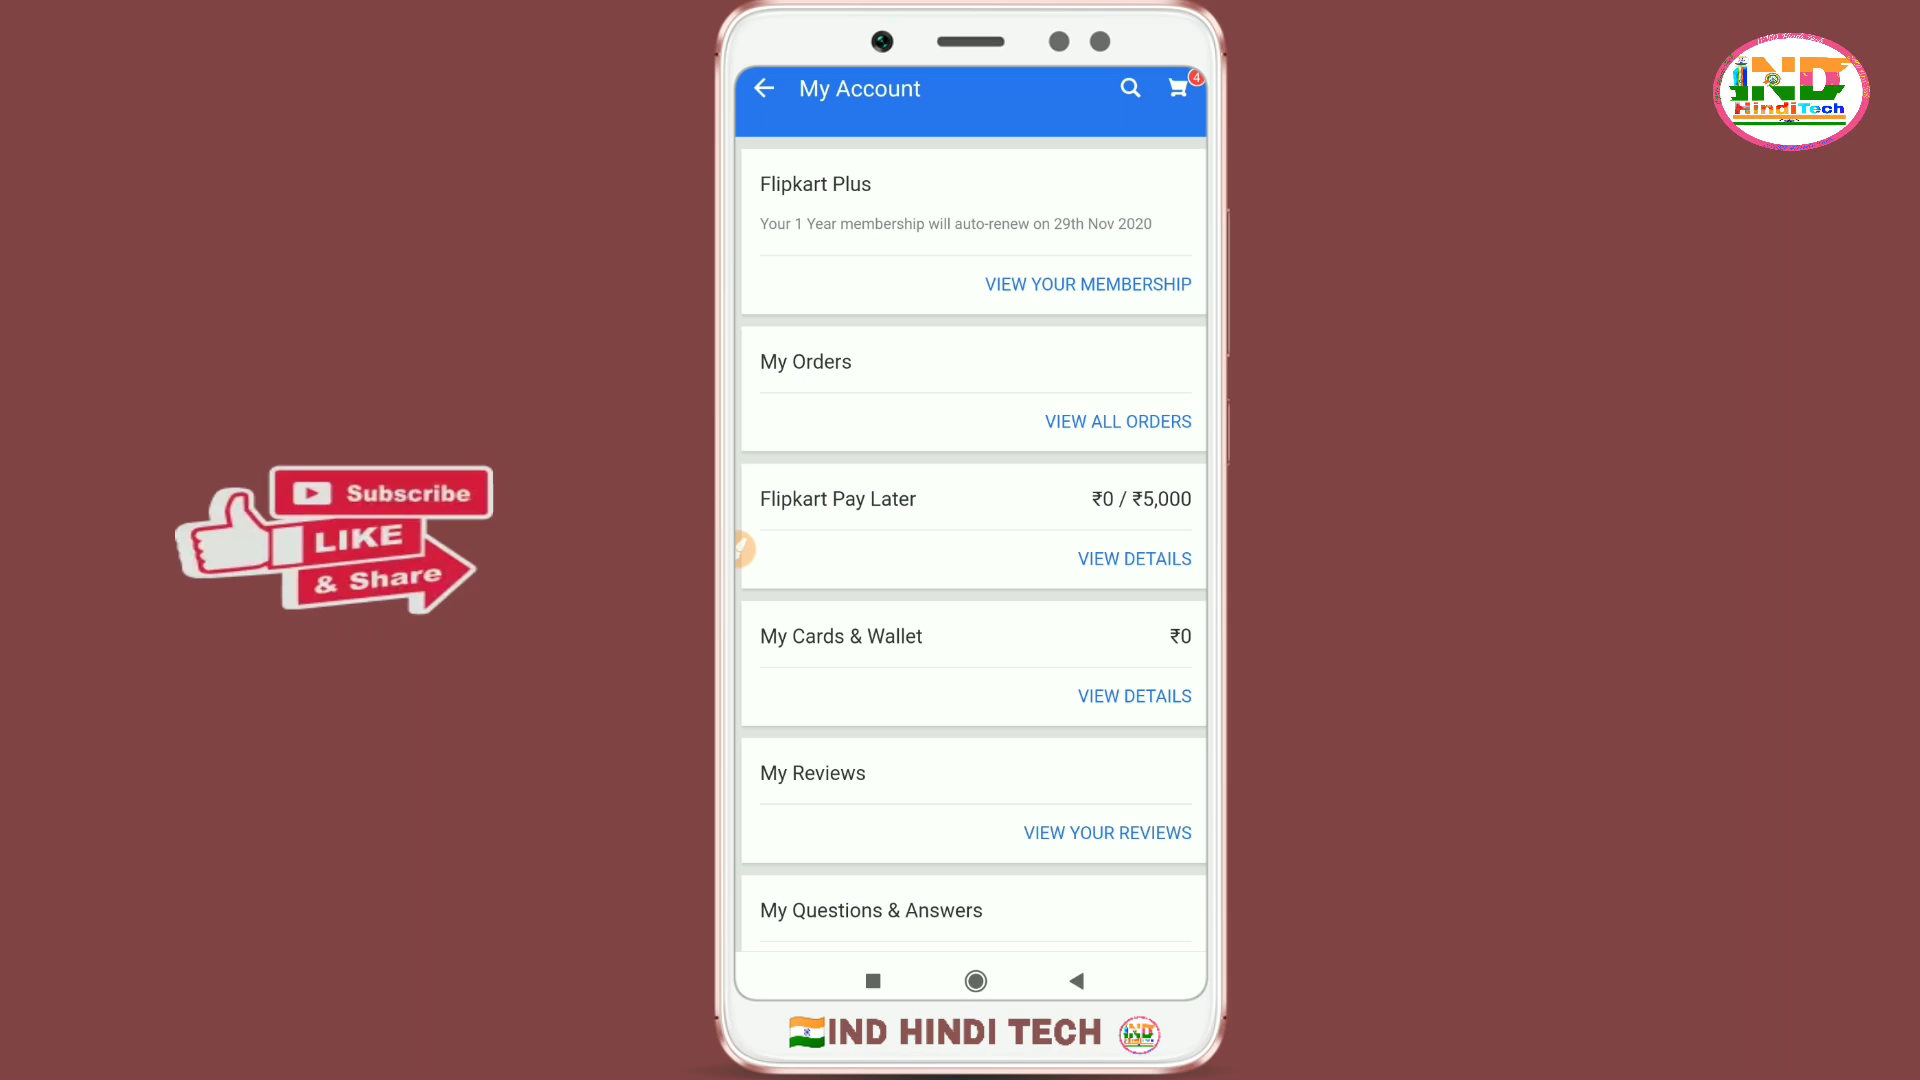 My Account
4
Flipkart Plus
Your 1 Year membership will auto-renew on 29th Nov 2020
VIEW YOUR MEMBERSHIP
My Orders
VIEW ALL ORDERS
Flipkart Pay Later ₹0 / ₹5,000
VIEW DETAILS
My Cards & Wallet ₹0
VIEW DETAILS
My Reviews
VIEW YOUR REVIEWS
My Questions & Answers
IND HINDI TECH
IND
Subscribe
LIKE
& Share
IND
HindiTech